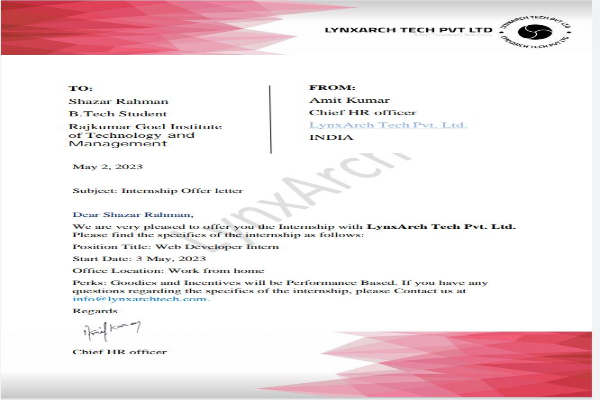 LYNXARCH TECH PVT LTD
LYNXARCH TECH PVT LTD
LYNXARCH TECH PVT LTD
TO:
Shazar Rahman
B.Tech Student
Rajkumar Goel Institute
of Technology and
Management
FROM:
Amit Kumar
Chief HR officer
LynxArch Tech Pvt. Ltd.
INDIA
May 2, 2023
Subject: Internship Offer letter
Dear Shazar Rahman,
We are very pleased to offer you the Internship with LynxArch Tech Pvt. Ltd.
Please find the specifics of the internship as follows:
Position Title: Web Developer Intern
Start Date: 3 May, 2023
Office Location: Work from home
Perks: Goodies and Incentives will be Performance Based. If you have any
questions regarding the specifics of the internship, please Contact us at
info@lynxarchtech.com.
Regards
Amit Kumar
Chief HR officer
LynxArch